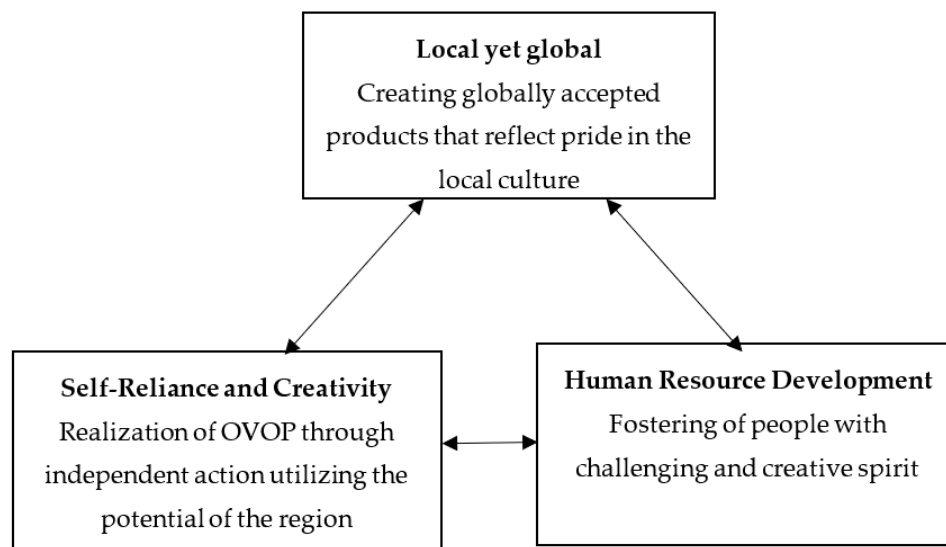 Local yet global
Creating globally accepted
products that reflect pride in the
local culture
Self-Reliance and Creativity
Realization of OVOP through
independent action utilizing the
potential of the region
Human Resource Development
Fostering of people with
challenging and creative spirit